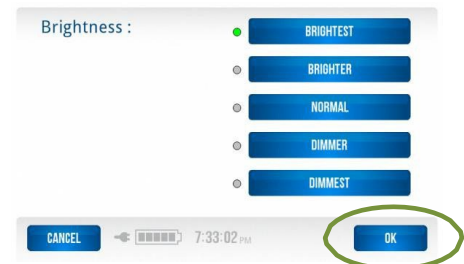 Brightness :
BRIGHTEST
BRIGHTER
NORMAL
DIMMER
DIMMEST
CANCEL 7:33:02 PM OK